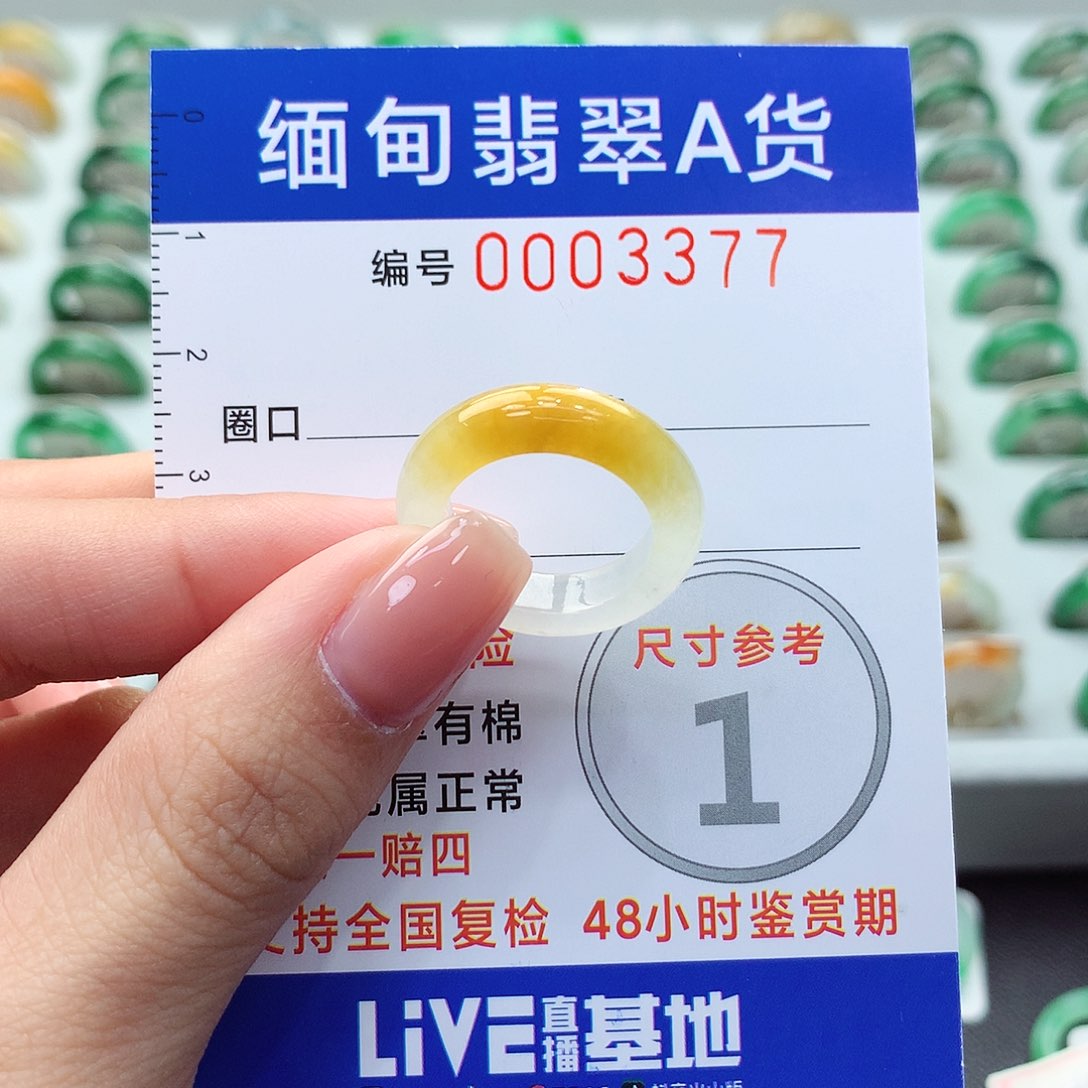 缅甸翡翠A货
编号 0003377
0
1
2
3
圈口
险
有棉
属正常
一赔四
持全国复检 48小时鉴赏期
尺寸参考
1
LiVE直播基地